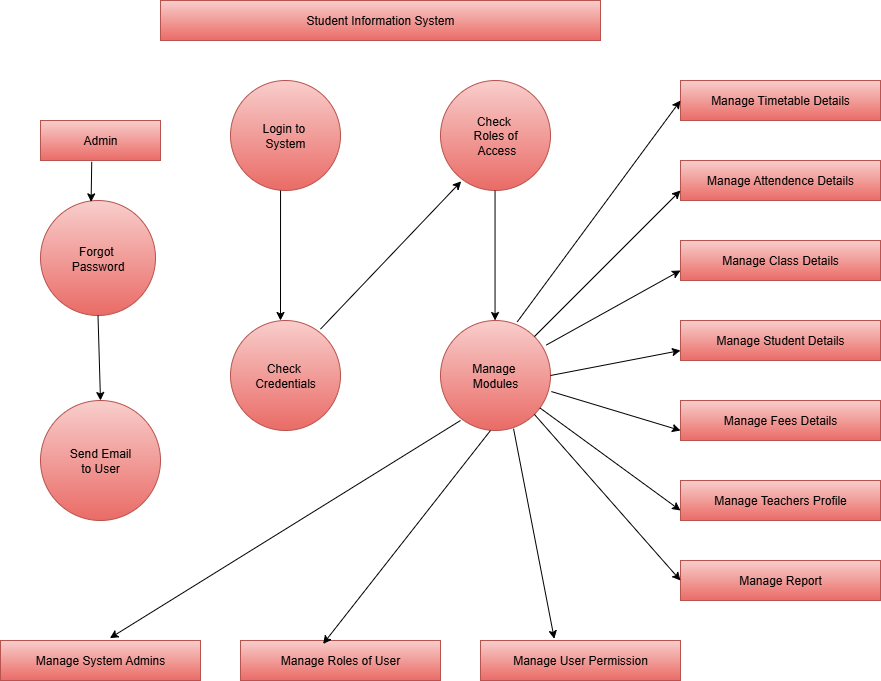 Student Information System
Admin
Login to
System
Check
Roles of
Access
Manage Timetable Details
Manage Attendence Details
Forgot
Password
Manage Class Details
Check
Credentials
Manage
Modules
Manage Student Details
Manage Fees Details
Send Email
to User
Manage Teachers Profile
Manage Report
Manage System Admins
Manage Roles of User
Manage User Permission